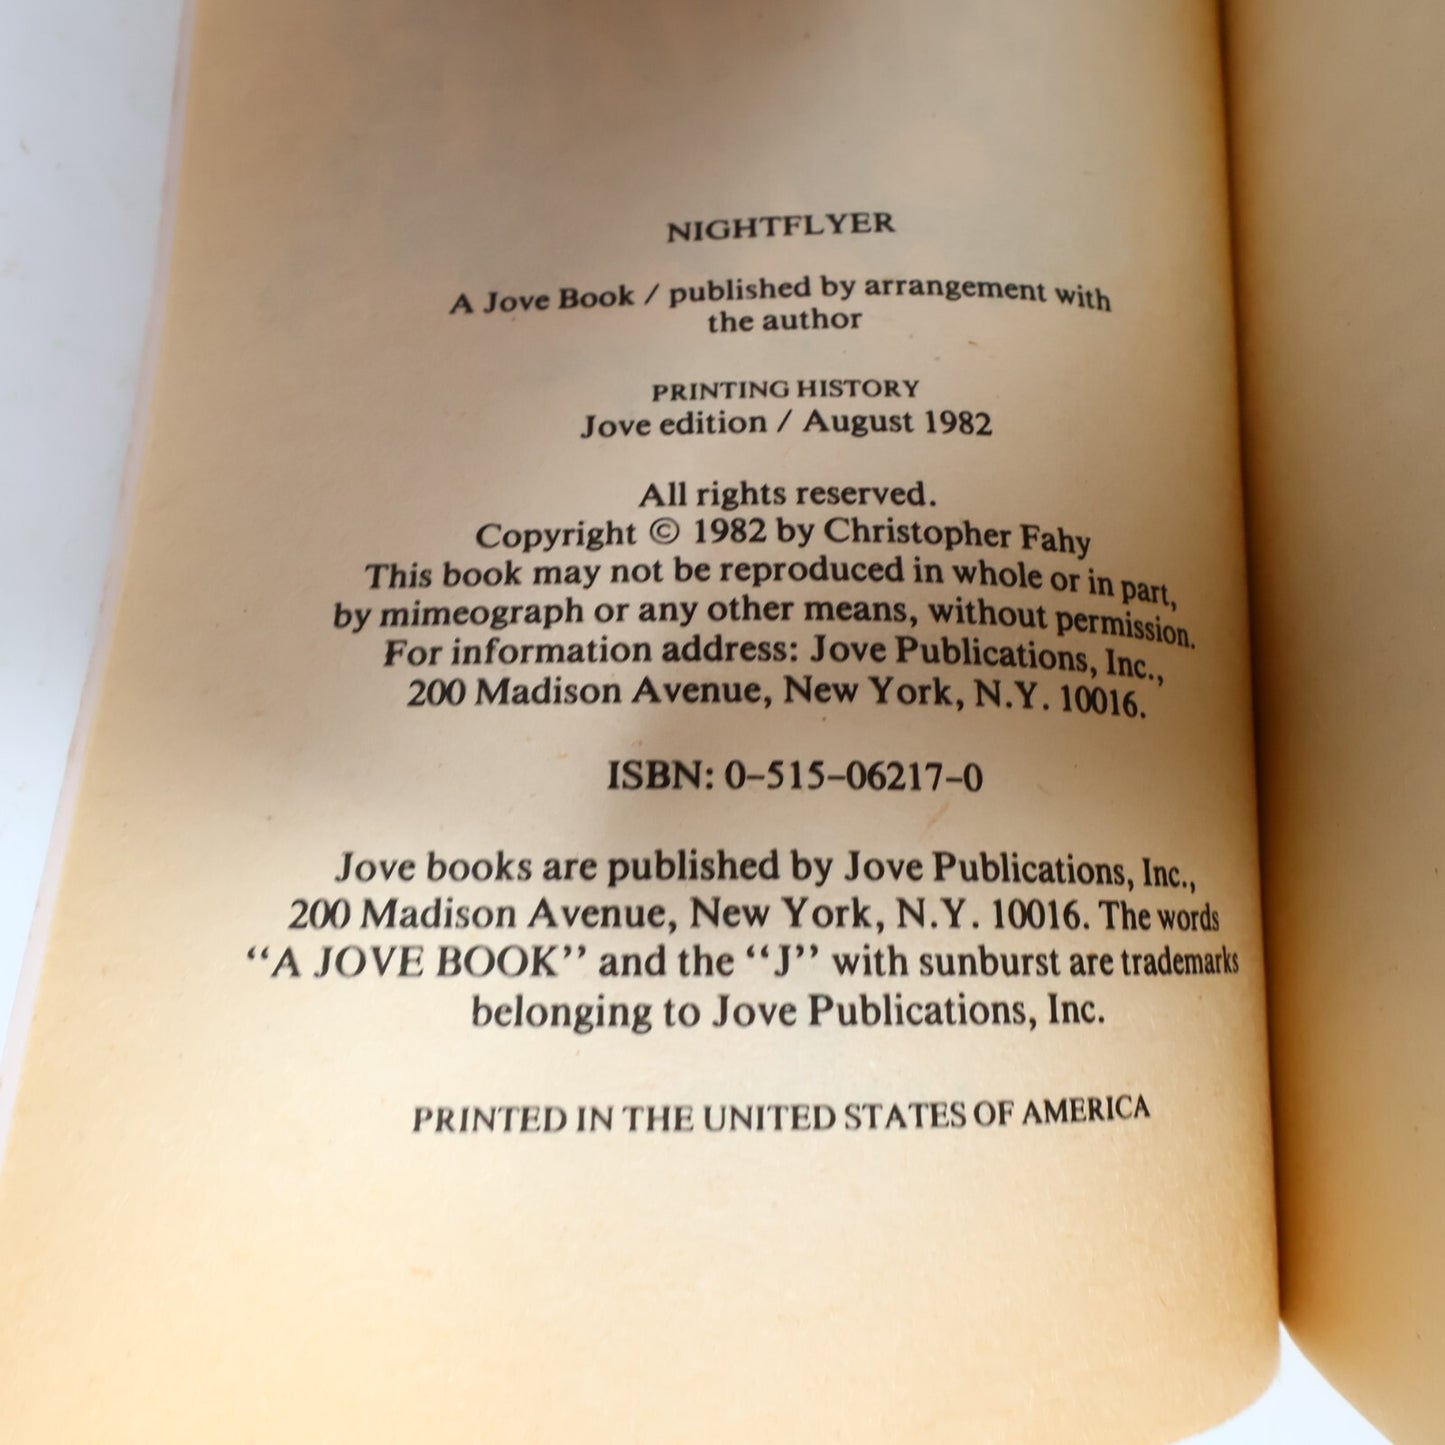 NIGHTFLYER
A Jove Book / published by arrangement with
the author
PRINTING HISTORY
Jove edition / August 1982
All rights reserved.
Copyright © 1982 by Christopher Fahy
This book may not be reproduced in whole or in part,
by mimeograph or any other means, without permission.
For information address: Jove Publications, Inc.,
200 Madison Avenue, New York, N.Y. 10016.
ISBN: 0–515–06217–0
Jove books are published by Jove Publications, Inc.,
200 Madison Avenue, New York, N.Y. 10016. The words
“A JOVE BOOK” and the “J” with sunburst are trademarks
belonging to Jove Publications, Inc.
PRINTED IN THE UNITED STATES OF AMERICA